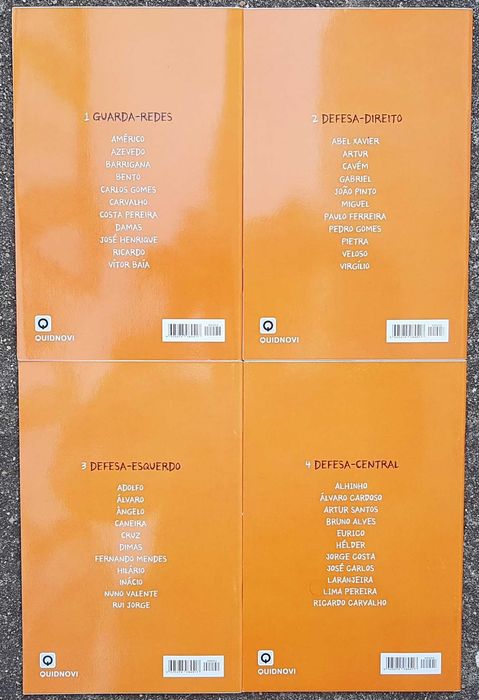 1 GUARDA-REDES
AMÉRICO
AZEVEDO
BARRIGANA
BENTO
CARLOS GOMES
CARVALHO
COSTA PEREIRA
DAMAS
JOSÉ HENRIQUE
RICARDO
VÍTOR BAÍA
QUIDNOVI
2 DEFESA-DIREITO
ABEL XAVIER
ARTUR
CAVÉM
GABRIEL
JOÃO PINTO
MIGUEL
PAULO FERREIRA
PEDRO GOMES
PIETRA
VELOSO
VIRGÍLIO
QUIDNOVI
3 DEFESA-ESQUERDO
ADOLFO
ÁLVARO
ÂNGELO
CANEIRA
CRUZ
DIMAS
FERNANDO MENDES
HILÁRIO
INÁCIO
NUNO VALENTE
RUI JORGE
QUIDNOVI
4 DEFESA-CENTRAL
ALHINHO
ÁLVARO CARDOSO
ARTUR SANTOS
BRUNO ALVES
EURICO
HÉLDER
JORGE COSTA
JOSÉ CARLOS
LARANJEIRA
LIMA PEREIRA
RICARDO CARVALHO
QUIDNOVI